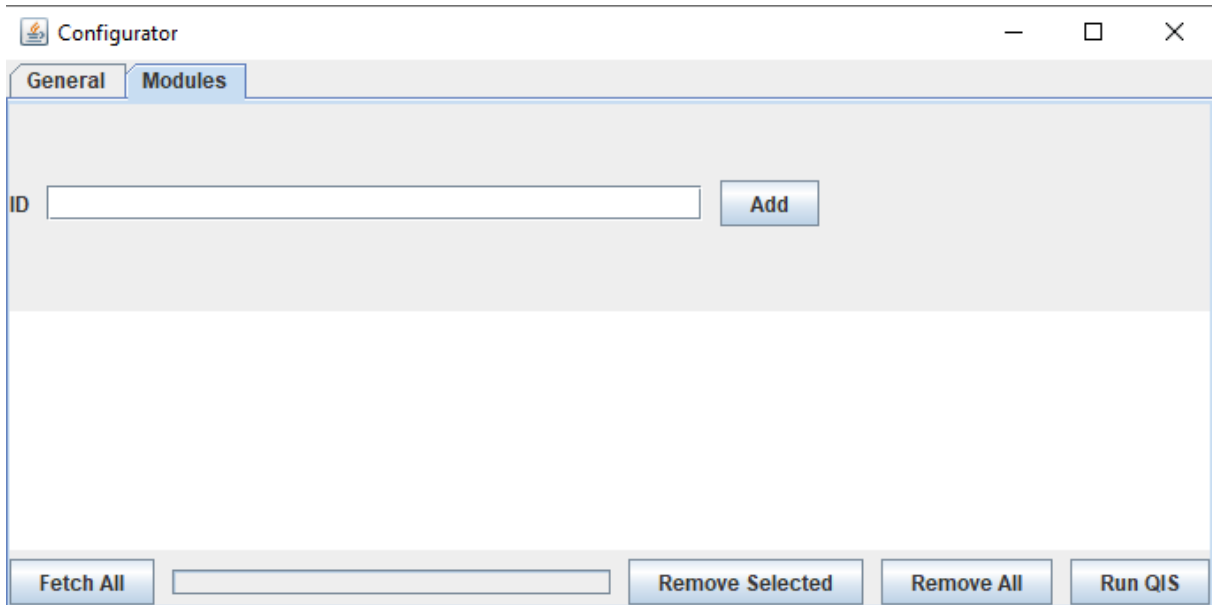 Configurator
General Modules
ID Add
Fetch All Remove Selected Remove All Run QIS